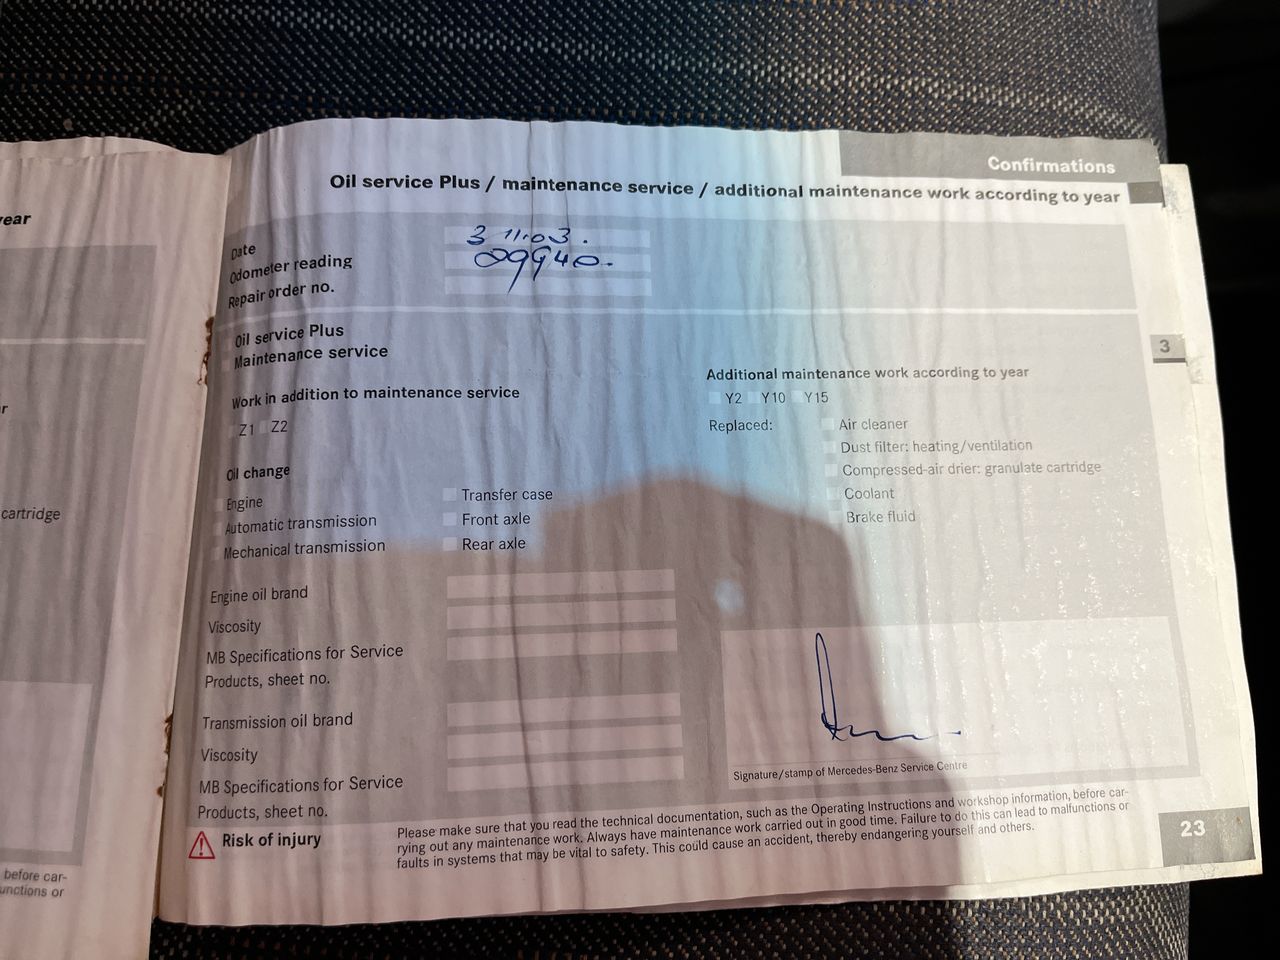 Confirmations
Oil service Plus / maintenance service / additional maintenance work according to year
Date 3 11.03.
Odometer reading 89940.
Repair order no.
Oil service Plus
Maintenance service
Work in addition to maintenance service
Z1 Z2
Oil change
Engine
Automatic transmission
Mechanical transmission
Transfer case
Front axle
Rear axle
Engine oil brand
Viscosity
MB Specifications for Service
Products, sheet no.
Transmission oil brand
Viscosity
MB Specifications for Service
Products, sheet no.
3
Additional maintenance work according to year
Y2 Y10 Y15
Replaced:
Air cleaner
Dust filter: heating/ventilation
Compressed-air drier: granulate cartridge
Coolant
Brake fluid
Signature/stamp of Mercedes-Benz Service Centre
Risk of injury
Please make sure that you read the technical documentation, such as the Operating Instructions and workshop information, before car-
rying out any maintenance work. Always have maintenance work carried out in good time. Failure to do this can lead to malfunctions or
faults in systems that may be vital to safety. This could cause an accident, thereby endangering yourself and others.
23
cartridge
before car-